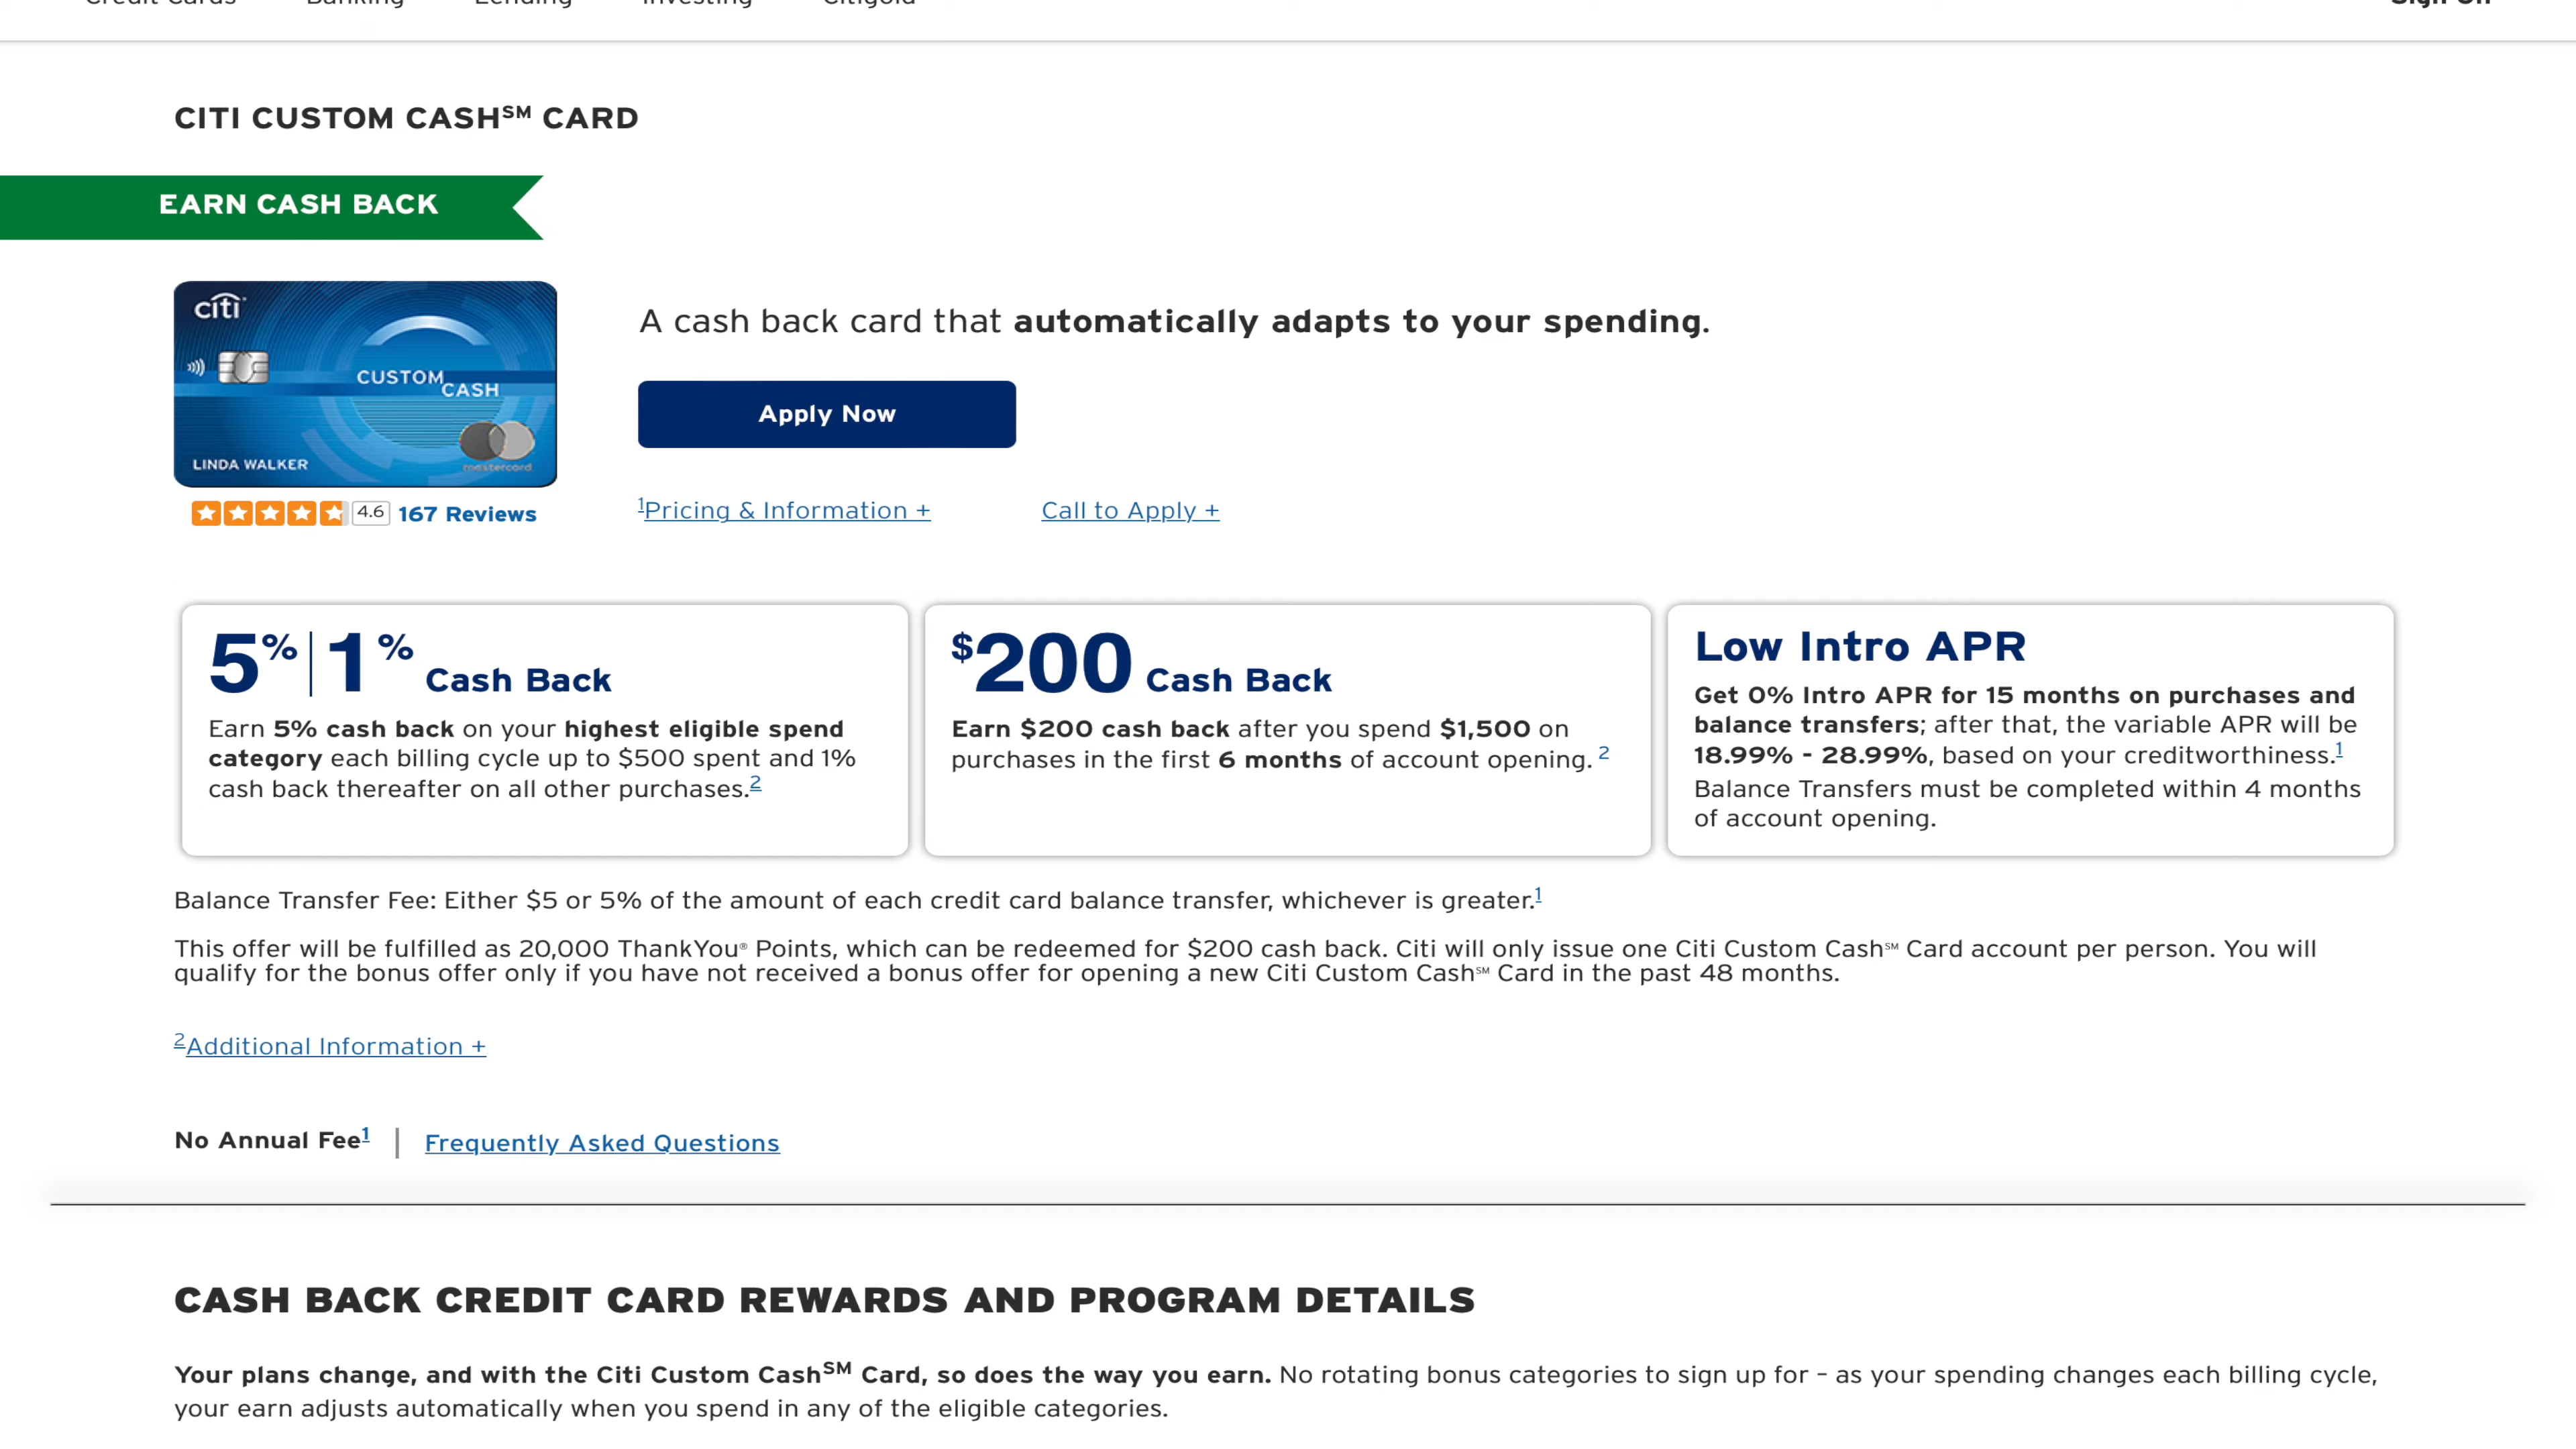 Credit Cards Banking Lending Investing Citigold Sign On
CITI CUSTOM CASH℠ CARD
EARN CASH BACK
citi
CUSTOM
CASH
LINDA WALKER
mastercard
4.6 167 Reviews
A cash back card that automatically adapts to your spending.
Apply Now
¹Pricing & Information + Call to Apply +
5% | 1% Cash Back
Earn 5% cash back on your highest eligible spend
category each billing cycle up to $500 spent and 1%
cash back thereafter on all other purchases.²
$200 Cash Back
Earn $200 cash back after you spend $1,500 on
purchases in the first 6 months of account opening. ²
Low Intro APR
Get 0% Intro APR for 15 months on purchases and
balance transfers; after that, the variable APR will be
18.99% - 28.99%, based on your creditworthiness.¹
Balance Transfers must be completed within 4 months
of account opening.
Balance Transfer Fee: Either $5 or 5% of the amount of each credit card balance transfer, whichever is greater.¹
This offer will be fulfilled as 20,000 ThankYou® Points, which can be redeemed for $200 cash back. Citi will only issue one Citi Custom Cash℠ Card account per person. You will
qualify for the bonus offer only if you have not received a bonus offer for opening a new Citi Custom Cash℠ Card in the past 48 months.
²Additional Information +
No Annual Fee¹ | Frequently Asked Questions
CASH BACK CREDIT CARD REWARDS AND PROGRAM DETAILS
Your plans change, and with the Citi Custom Cash℠ Card, so does the way you earn. No rotating bonus categories to sign up for – as your spending changes each billing cycle,
your earn adjusts automatically when you spend in any of the eligible categories.